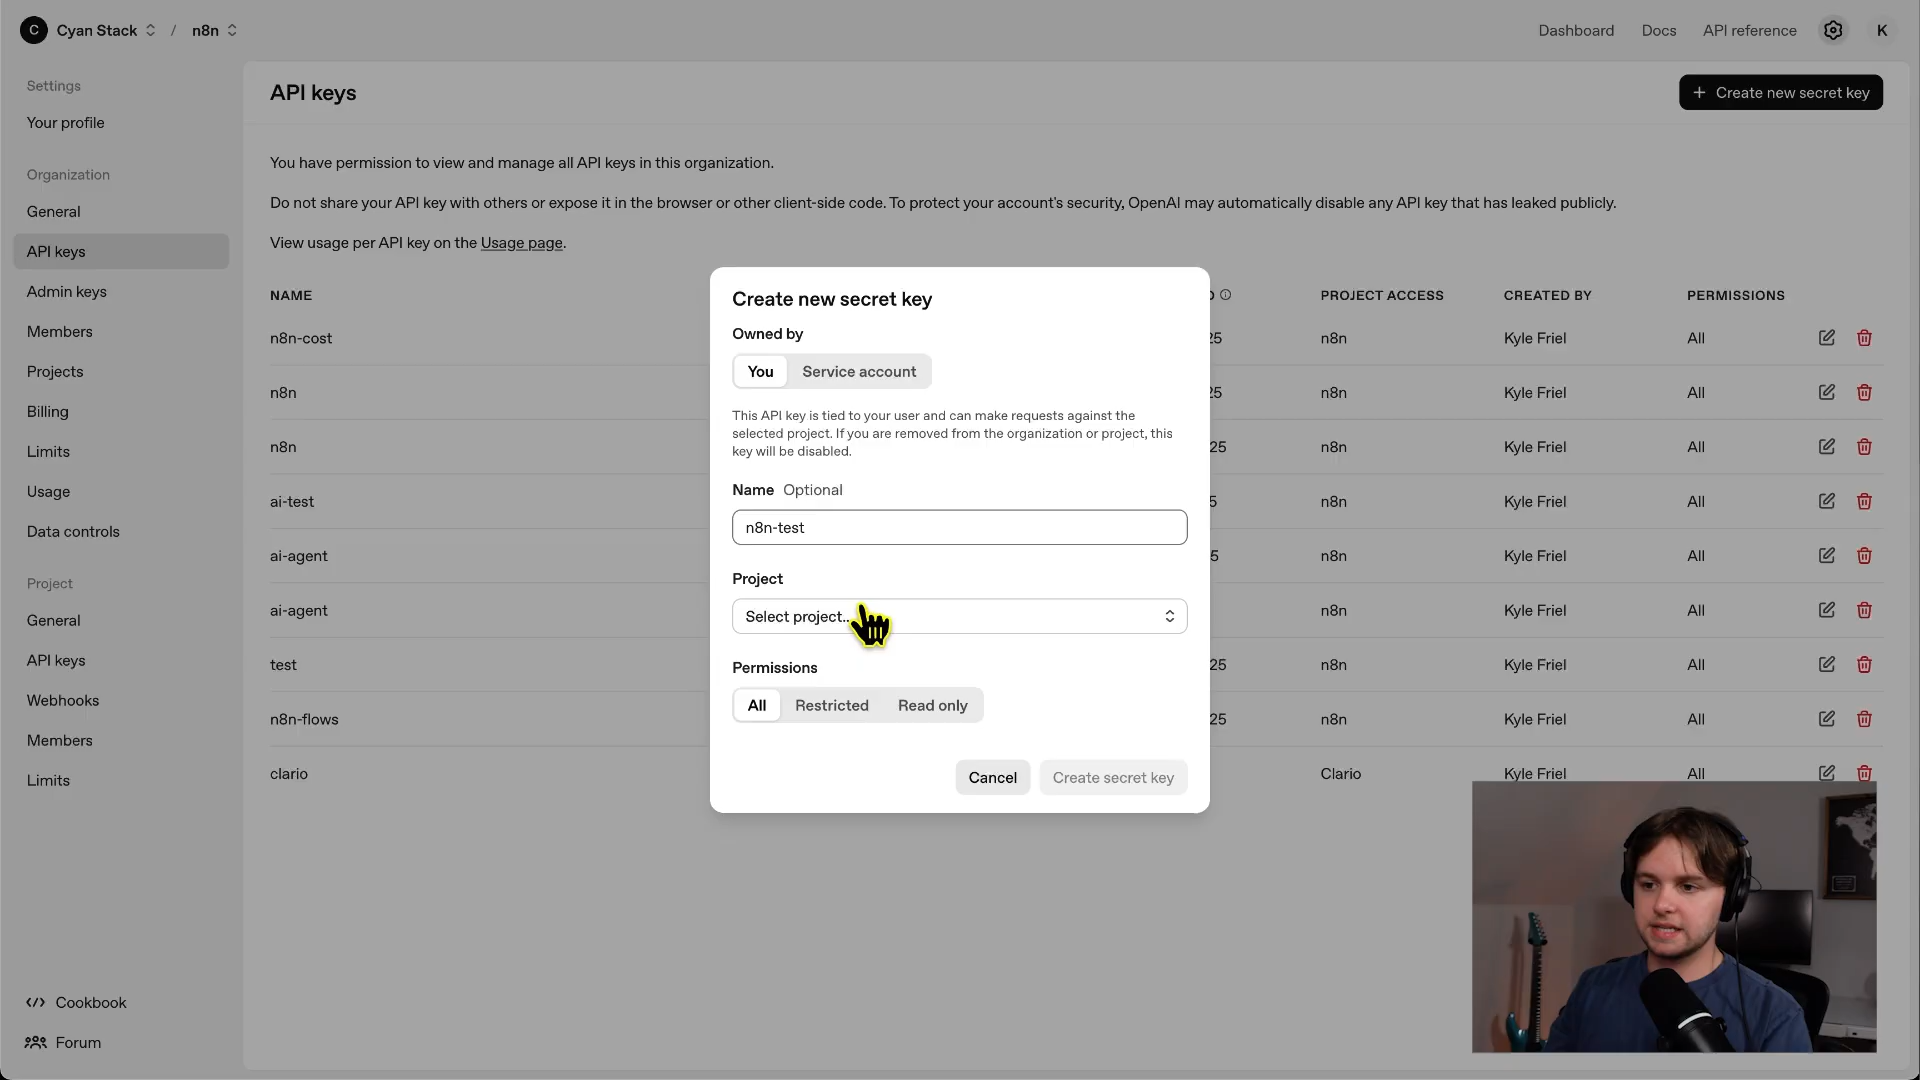 C Cyan Stack / n8n Dashboard Docs API reference K
Settings
Your profile
Organization
General
API keys
Admin keys
Members
Projects
Billing
Limits
Usage
Data controls
Project
General
API keys
Webhooks
Members
Limits
Cookbook
Forum
API keys
+ Create new secret key
You have permission to view and manage all API keys in this organization.
Do not share your API key with others or expose it in the browser or other client-side code. To protect your account's security, OpenAI may automatically disable any API key that has leaked publicly.
View usage per API key on the Usage page.
NAME PROJECT ACCESS CREATED BY PERMISSIONS
n8n-cost 25 n8n Kyle Friel All
n8n 25 n8n Kyle Friel All
n8n 25 n8n Kyle Friel All
ai-test 5 n8n Kyle Friel All
ai-agent 5 n8n Kyle Friel All
ai-agent n8n Kyle Friel All
test 25 n8n Kyle Friel All
n8n-flows 25 n8n Kyle Friel All
clario Clario Kyle Friel All
Create new secret key
Owned by
You Service account
This API key is tied to your user and can make requests against the
selected project. If you are removed from the organization or project, this
key will be disabled.
Name Optional
n8n-test
Project
Select project...
Permissions
All Restricted Read only
Cancel Create secret key